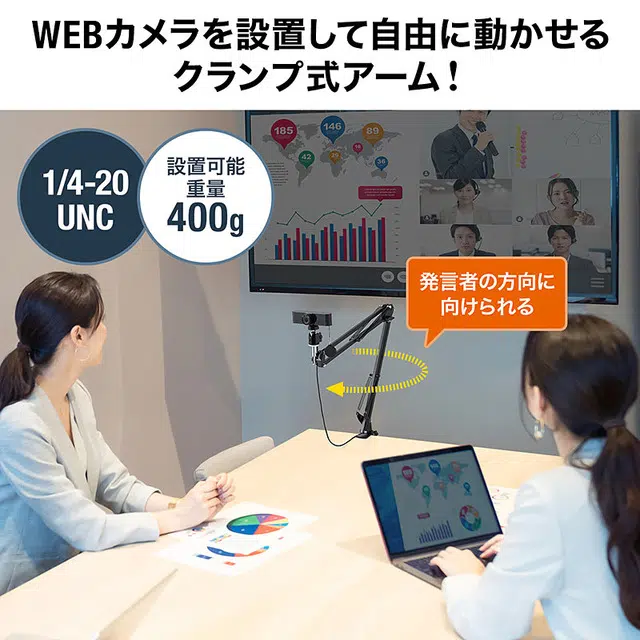 WEBカメラを設置して自由に動かせる
クランプ式アーム!
1/4-20
UNC
設置可能
重量
400g
185
146
89
42
発言者の方向に
向けられる